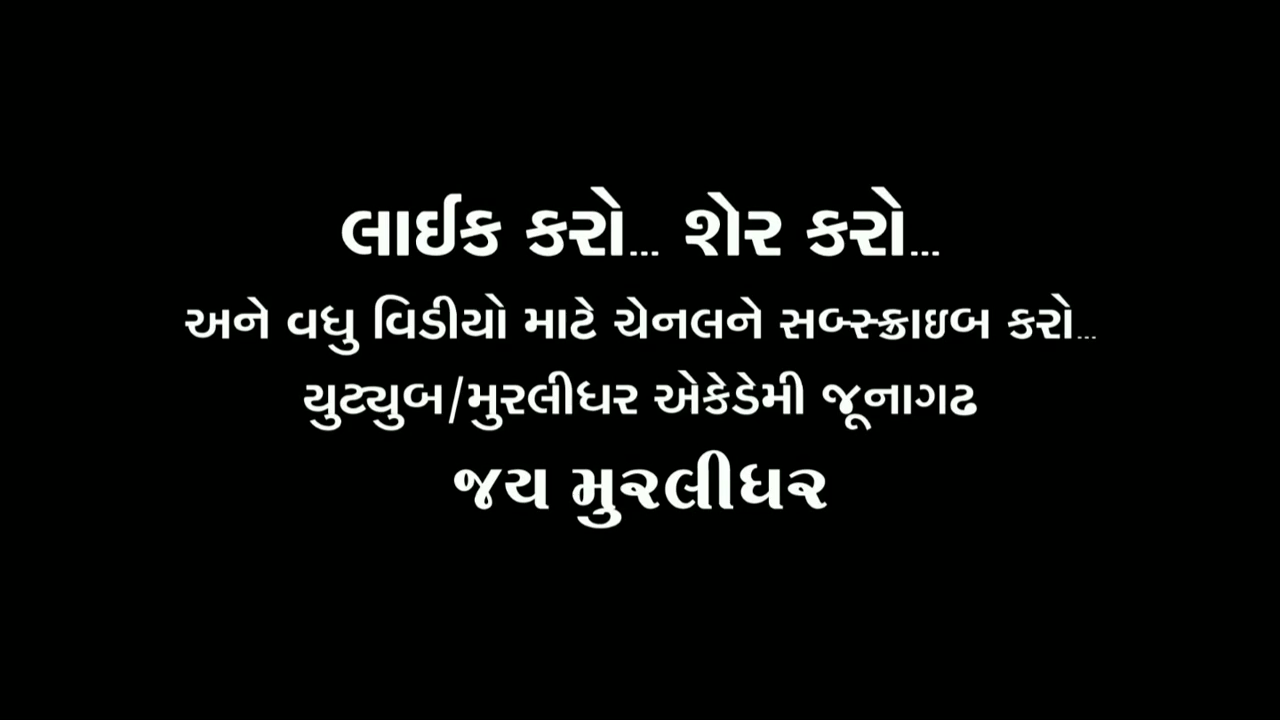 લાઈક કરો... શેર કરો...
અને વધુ વિડીયો માટે ચેનલને સબ્સ્ક્રાઇબ કરો...
યુટ્યુબ/મુરલીધર એકેડેમી જૂનાગઢ
જય મુરલીધર